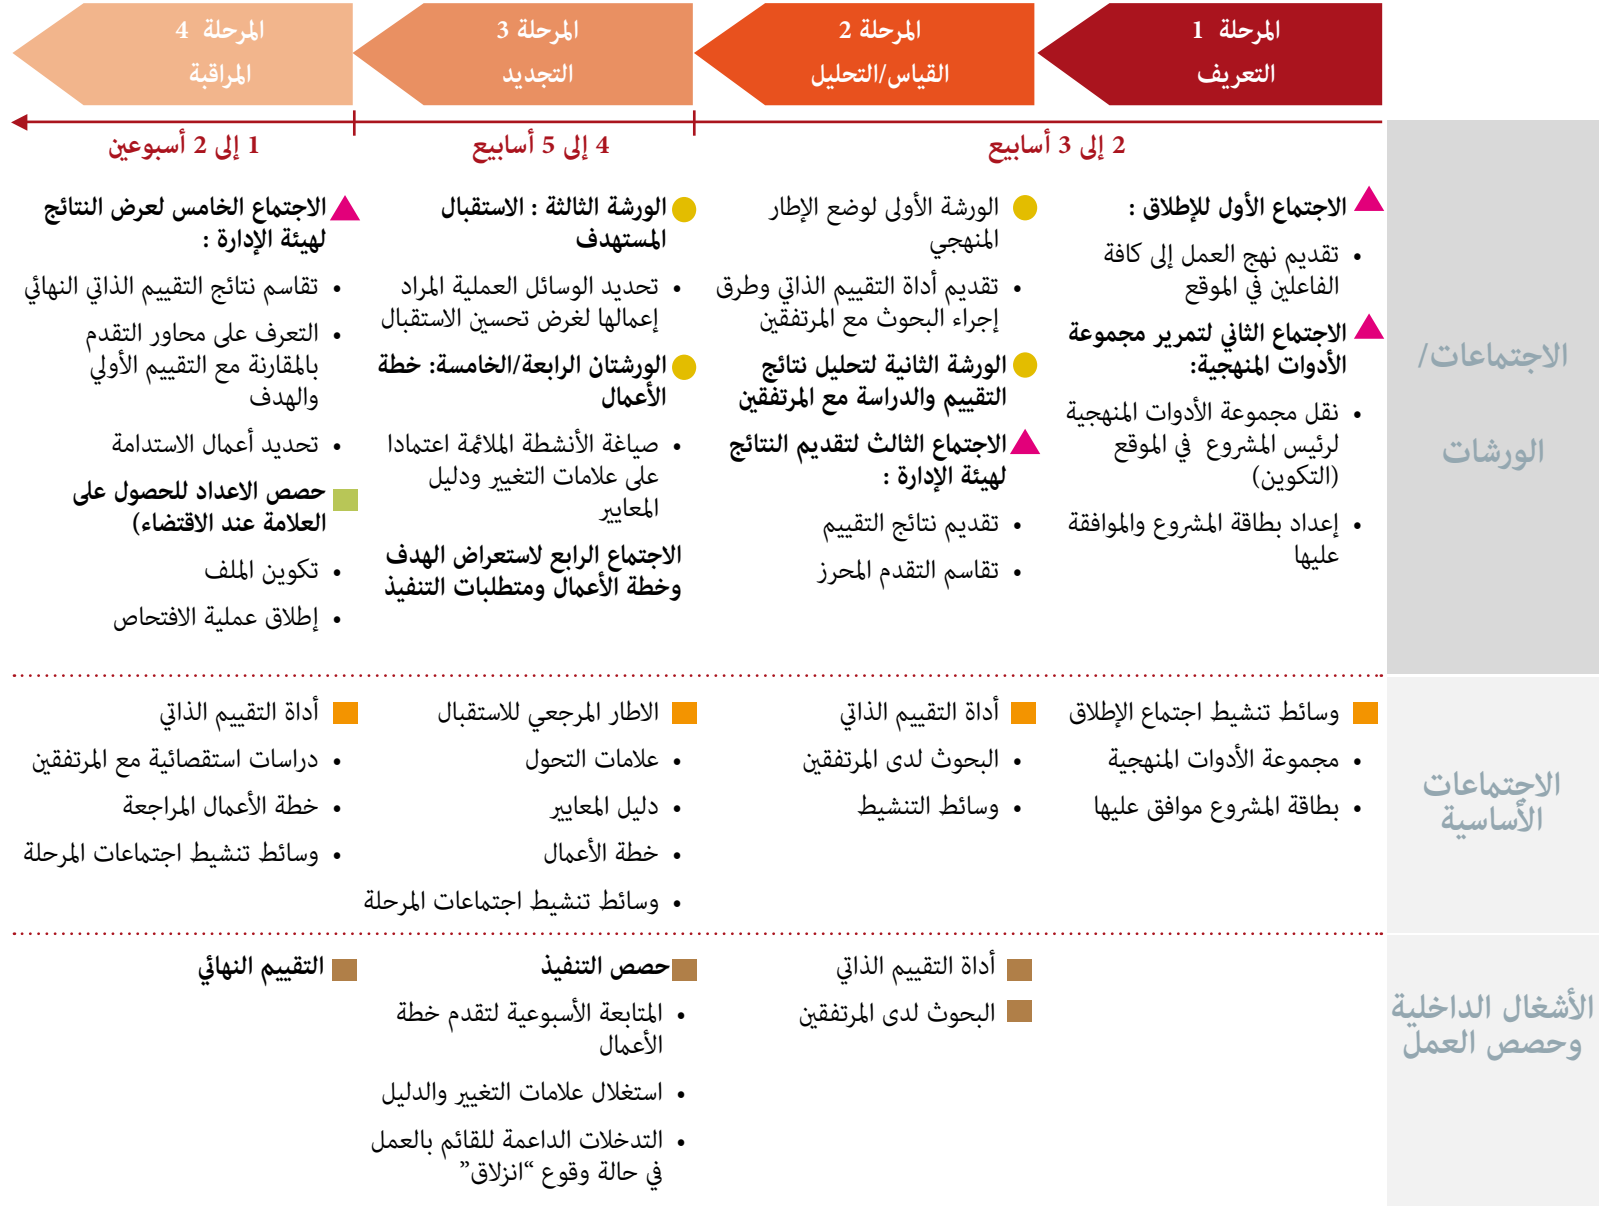 المرحلة 1
التعريف
المرحلة 2
القياس/التحليل
المرحلة 3
التجديد
المرحلة 4
المراقبة
2 إلى 3 أسابيع
4 إلى 5 أسابيع
1 إلى 2 أسبوعين
الاجتماعات/
الورشات
الاجتماع الأول للإطلاق :
• تقديم نهج العمل إلى كافة
الفاعلين في الموقع
الاجتماع الثاني لتمرير مجموعة
الأدوات المنهجية:
• نقل مجموعة الأدوات المنهجية
لرئيس المشروع في الموقع
(التكوين)
• إعداد بطاقة المشروع والموافقة
عليها
الورشة الأولى لوضع الإطار
المنهجي
• تقديم أداة التقييم الذاتي وطرق
إجراء البحوث مع المرتفقين
الورشة الثانية لتحليل نتائج
التقييم والدراسة مع المرتفقين
الاجتماع الثالث لتقديم النتائج
لهيئة الإدارة :
• تقديم نتائج التقييم
• تقاسم التقدم المحرز
الورشة الثالثة : الاستقبال
المستهدف
• تحديد الوسائل العملية المراد
إعمالها لغرض تحسين الاستقبال
الورشتان الرابعة/الخامسة: خطة
الأعمال
• صياغة الأنشطة الملائمة اعتمادا
على علامات التغيير ودليل
المعايير
الاجتماع الرابع لاستعراض الهدف
وخطة الأعمال ومتطلبات التنفيذ
الاجتماع الخامس لعرض النتائج
لهيئة الإدارة :
• تقاسم نتائج التقييم الذاتي النهائي
• التعرف على محاور التقدم
بالمقارنة مع التقييم الأولي
والهدف
• تحديد أعمال الاستدامة
حصص الاعداد للحصول على
العلامة عند الاقتضاء)
• تكوين الملف
• إطلاق عملية الافتحاص
الاجتماعات
الأساسية
وسائط تنشيط اجتماع الإطلاق
• مجموعة الأدوات المنهجية
• بطاقة المشروع موافق عليها
أداة التقييم الذاتي
• البحوث لدى المرتفقين
• وسائط التنشيط
الاطار المرجعي للاستقبال
• علامات التحول
• دليل المعايير
• خطة الأعمال
• وسائط تنشيط اجتماعات المرحلة
أداة التقييم الذاتي
• دراسات استقصائية مع المرتفقين
• خطة الأعمال المراجعة
• وسائط تنشيط اجتماعات المرحلة
الأشغال الداخلية
وحصص العمل
أداة التقييم الذاتي
البحوث لدى المرتفقين
حصص التنفيذ
• المتابعة الأسبوعية لتقدم خطة
الأعمال
• استغلال علامات التغيير والدليل
• التدخلات الداعمة للقائم بالعمل
في حالة وقوع “انزلاق”
التقييم النهائي